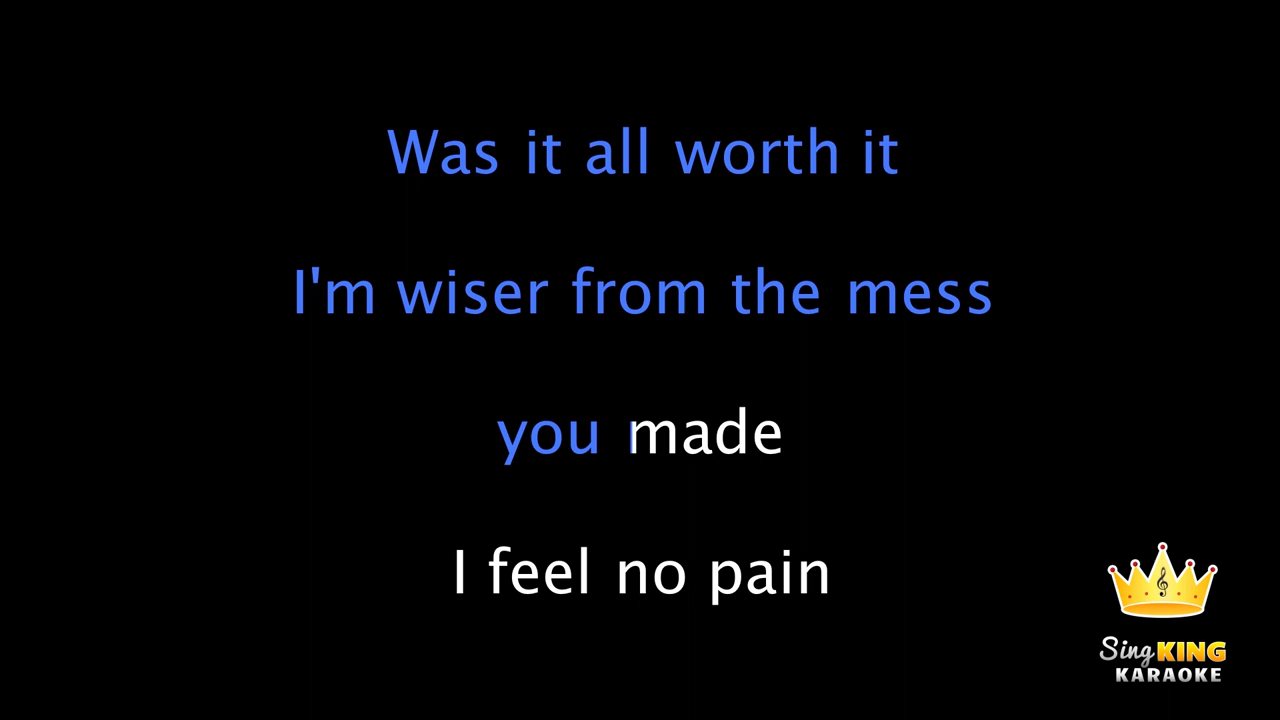 Was it all worth it
I'm wiser from the mess
you made
I feel no pain
Sing KING
KARAOKE